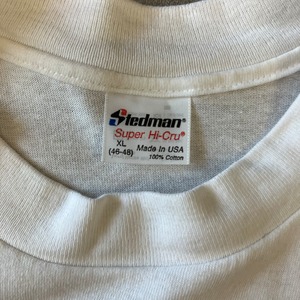 Stedman®
Super Hi-Cru®
XL
(46-48)
Made In USA
100% Cotton